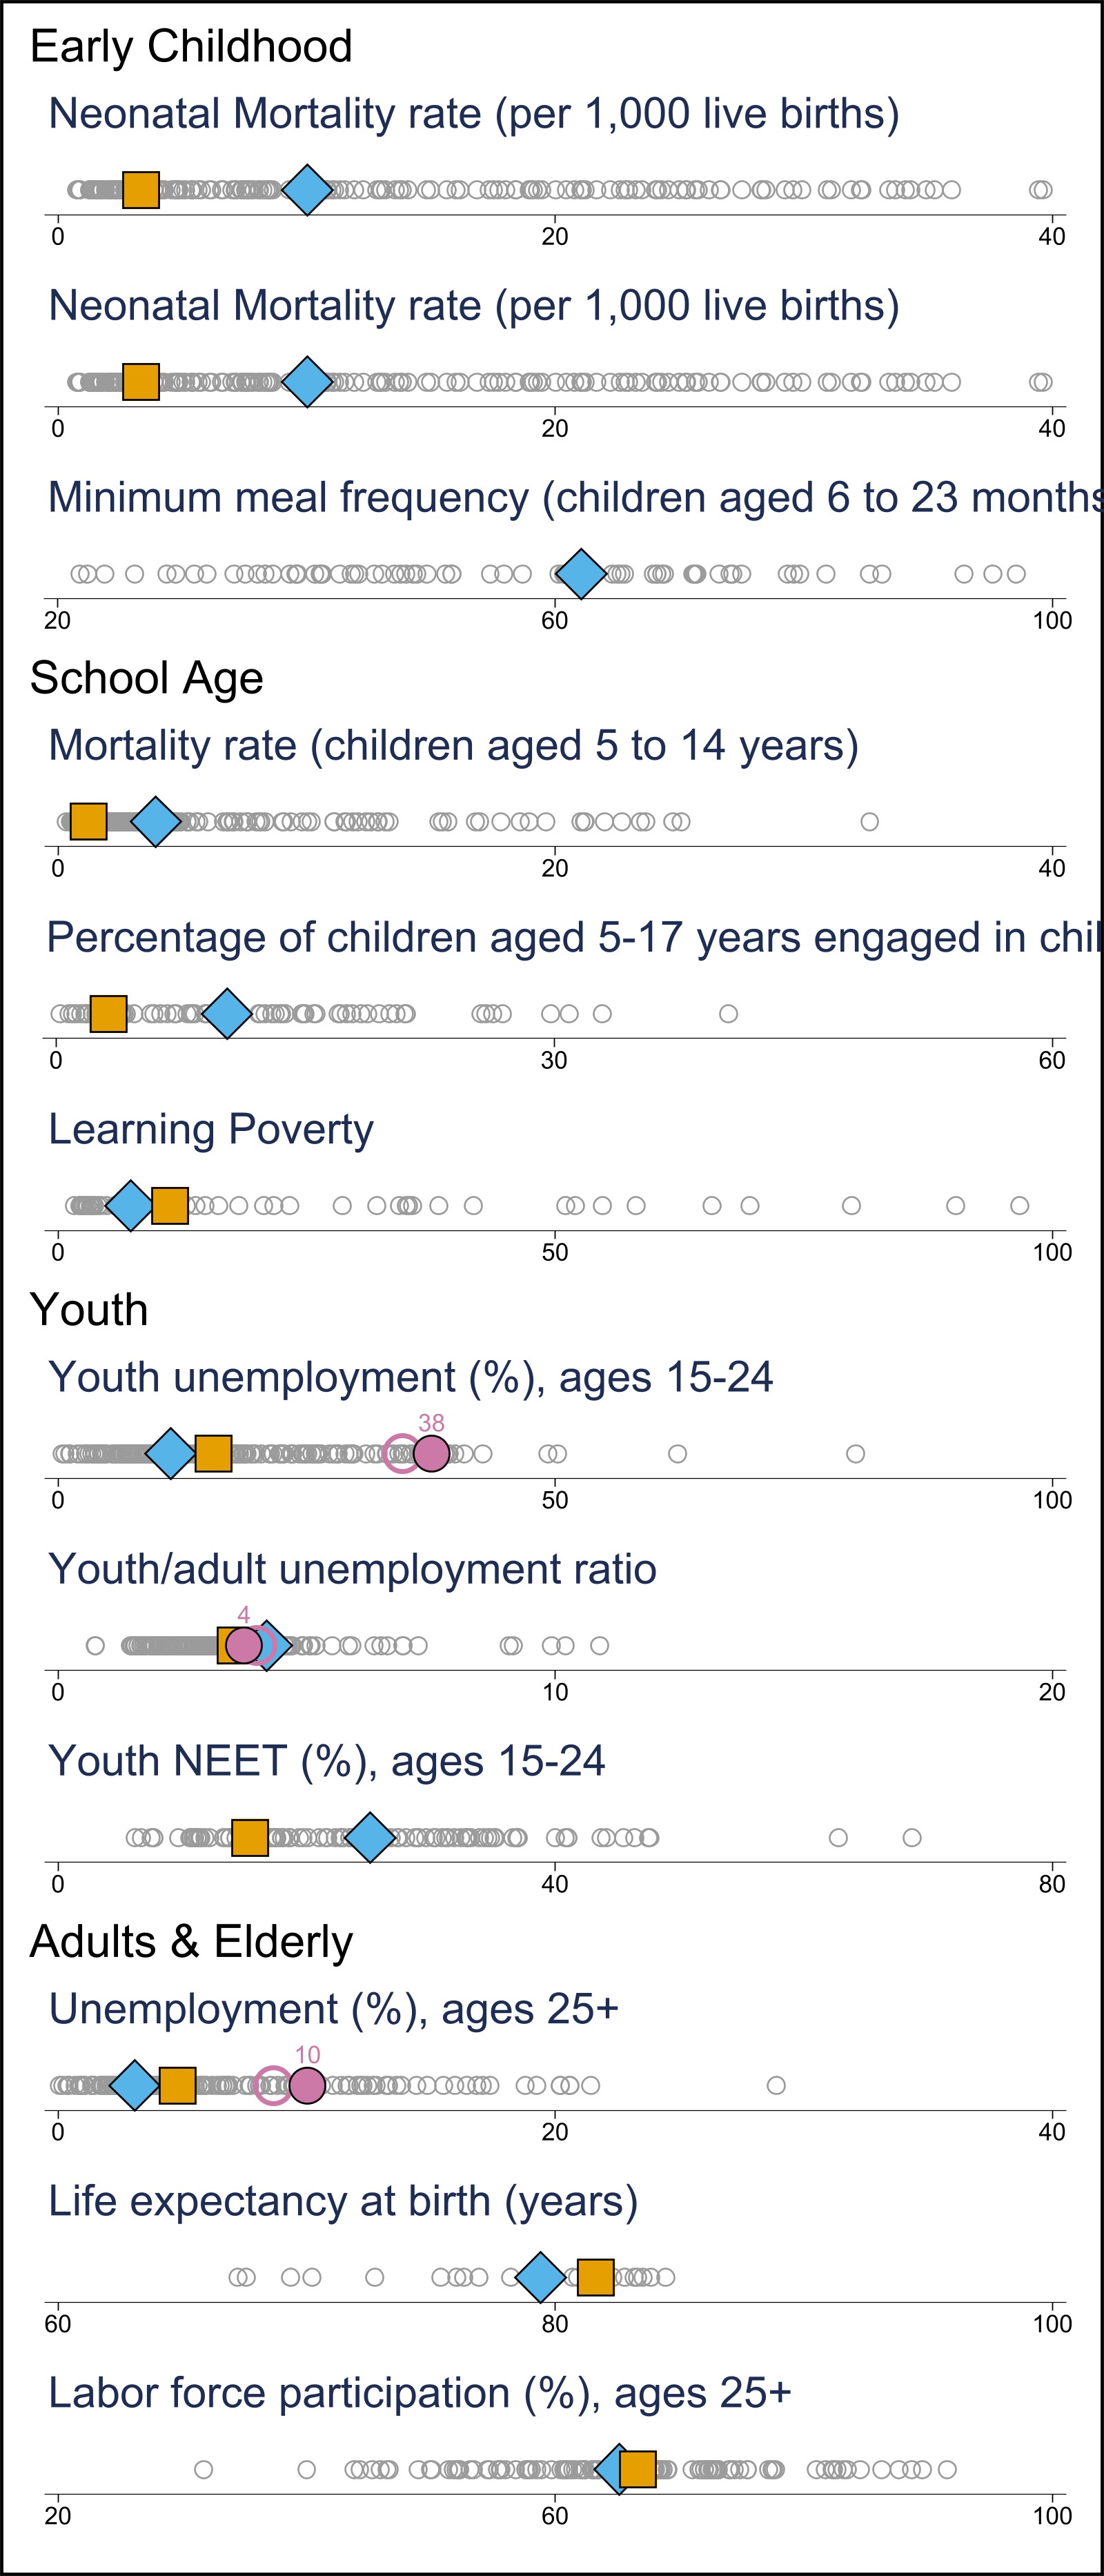 Early Childhood
Neonatal Mortality rate (per 1,000 live births)
0 20 40
Neonatal Mortality rate (per 1,000 live births)
0 20 40
Minimum meal frequency (children aged 6 to 23 months
20 60 100
School Age
Mortality rate (children aged 5 to 14 years)
0 20 40
Percentage of children aged 5-17 years engaged in chil
0 30 60
Learning Poverty
0 50 100
Youth
Youth unemployment (%), ages 15-24
38
0 50 100
Youth/adult unemployment ratio
4
0 10 20
Youth NEET (%), ages 15-24
0 40 80
Adults & Elderly
Unemployment (%), ages 25+
10
0 20 40
Life expectancy at birth (years)
60 80 100
Labor force participation (%), ages 25+
20 60 100